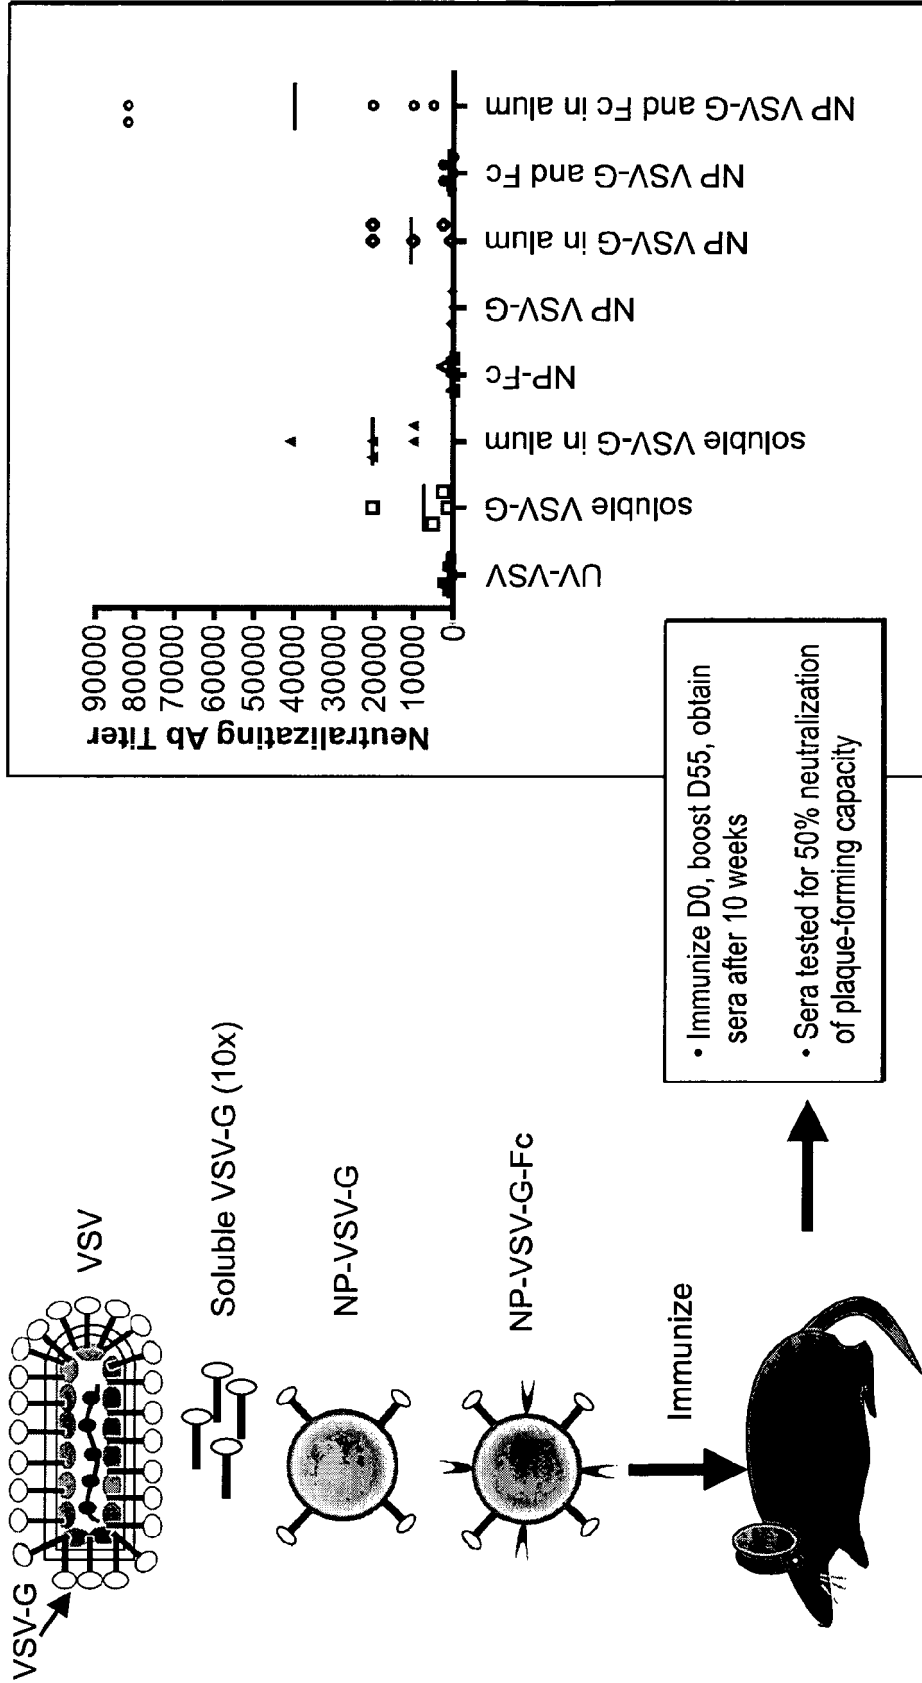 VSV-G
VSV
Soluble VSV-G (10x)
NP-VSV-G
NP-VSV-G-Fc
Immunize
• Immunize D0, boost D55, obtain
sera after 10 weeks
• Sera tested for 50% neutralization
of plaque-forming capacity
Neutralizating Ab Titer
90000
80000
70000
60000
50000
40000
30000
20000
10000
0
UV-VSV
soluble VSV-G
soluble VSV-G in alum
NP-Fc
NP VSV-G
NP VSV-G in alum
NP VSV-G and Fc
NP VSV-G and Fc in alum